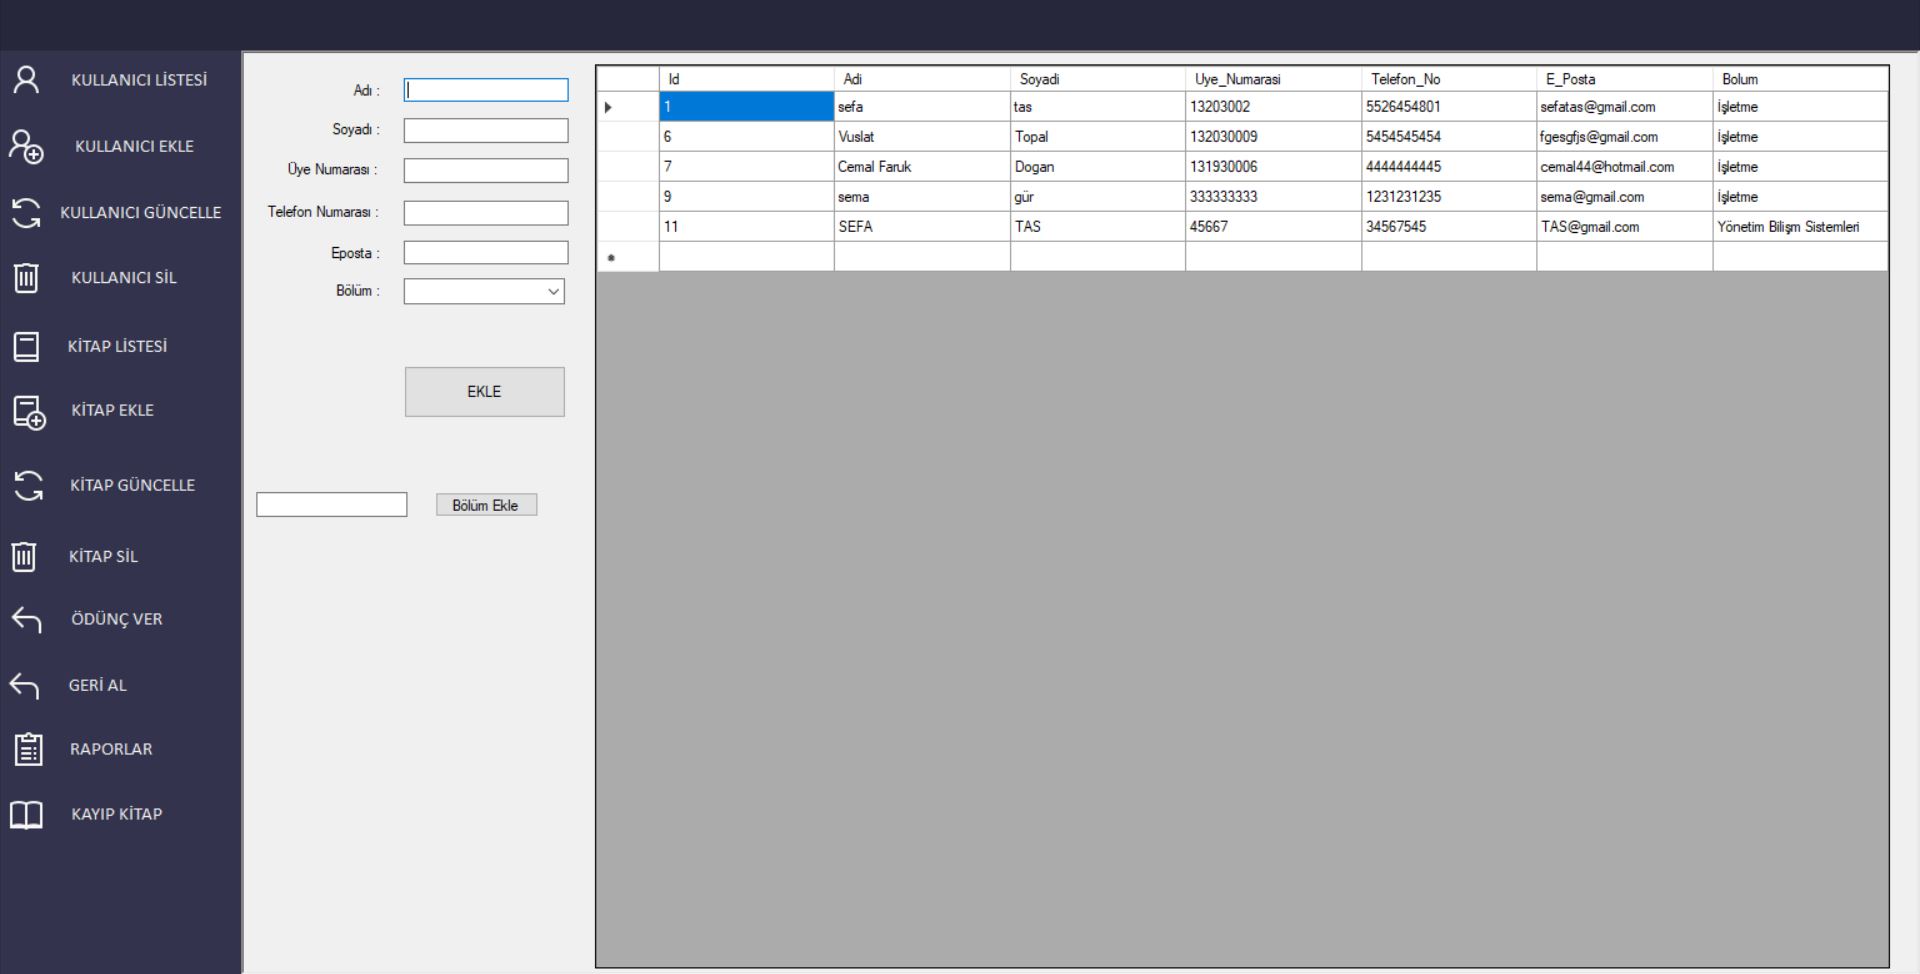 KULLANICI LİSTESİ
KULLANICI EKLE
KULLANICI GÜNCELLE
KULLANICI SİL
KİTAP LİSTESİ
KİTAP EKLE
KİTAP GÜNCELLE
KİTAP SİL
ÖDÜNÇ VER
GERİ AL
RAPORLAR
KAYIP KİTAP
Adı :
Soyadı :
Üye Numarası :
Telefon Numarası :
Eposta :
Bölüm :
EKLE
Bölüm Ekle
Id Adi Soyadi Uye_Numarasi Telefon_No E_Posta Bolum
1 sefa tas 13203002 5526454801 sefatas@gmail.com İşletme
6 Vuslat Topal 132030009 5454545454 fgesgfjs@gmail.com İşletme
7 Cemal Faruk Dogan 131930006 4444444445 cemal44@hotmail.com İşletme
9 sema gür 333333333 1231231235 sema@gmail.com İşletme
11 SEFA TAS 45667 34567545 TAS@gmail.com Yönetim Bilişm Sistemleri